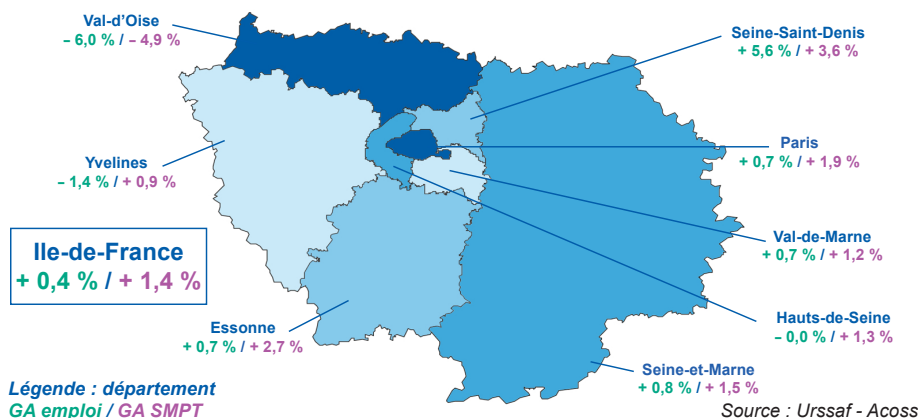 Val-d’Oise
– 6,0 % / – 4,9 %
Seine-Saint-Denis
+ 5,6 % / + 3,6 %
Yvelines
– 1,4 % / + 0,9 %
Paris
+ 0,7 % / + 1,9 %
Ile-de-France
+ 0,4 % / + 1,4 %
Val-de-Marne
+ 0,7 % / + 1,2 %
Essonne
+ 0,7 % / + 2,7 %
Hauts-de-Seine
– 0,0 % / + 1,3 %
Seine-et-Marne
+ 0,8 % / + 1,5 %
Légende : département
GA emploi / GA SMPT
Source : Urssaf - Acoss